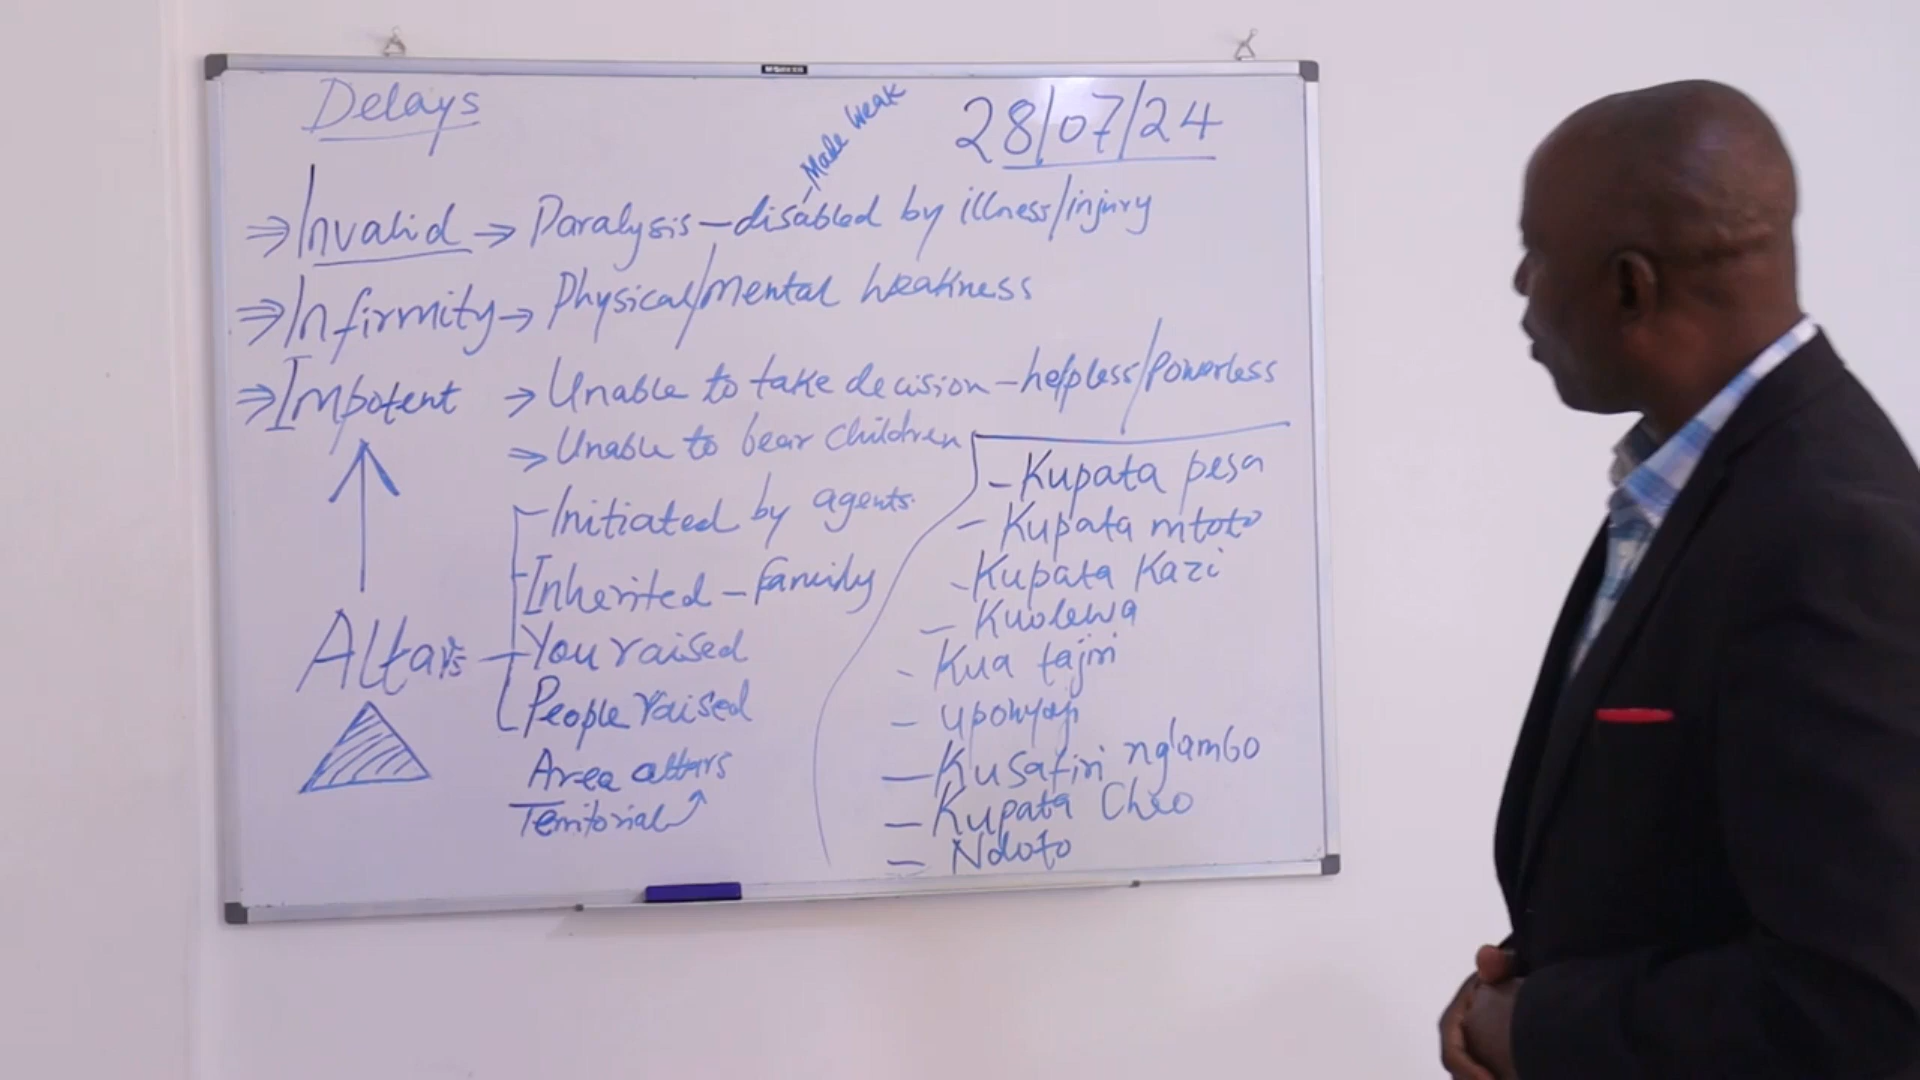 Delays
Made Weak
28/07/24
⇒ Invalid → Paralysis - disabled by illness/injury
⇒ Infirmity → Physical/Mental Weakness
⇒ Impotent → Unable to take decision - helpless/Powerless
⇒ Unable to bear children
- Initiated by agents.
Inherited - Family
Altars - You raised
People raised
Area altars
Territorial
- Kupata pesa
- Kupata mtoto
- Kupata Kazi
- Kuolewa
- Kua tajiri
- Uponyaji
- Kusafiri ng'ambo
- Kupata Cheo
- Ndoto